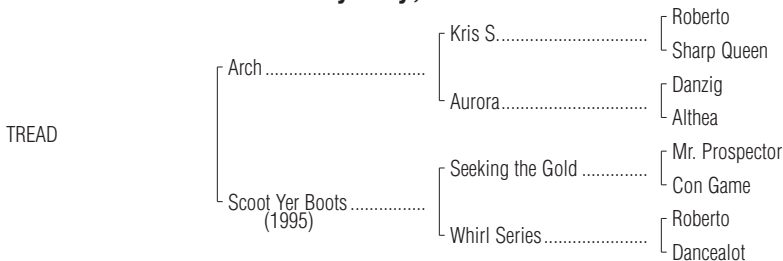 Roberto
Kris S.
Sharp Queen
Arch
Danzig
Aurora
Althea
TREAD
Mr. Prospector
Seeking the Gold
Con Game
Scoot Yer Boots
(1995)
Roberto
Whirl Series
Dancealot